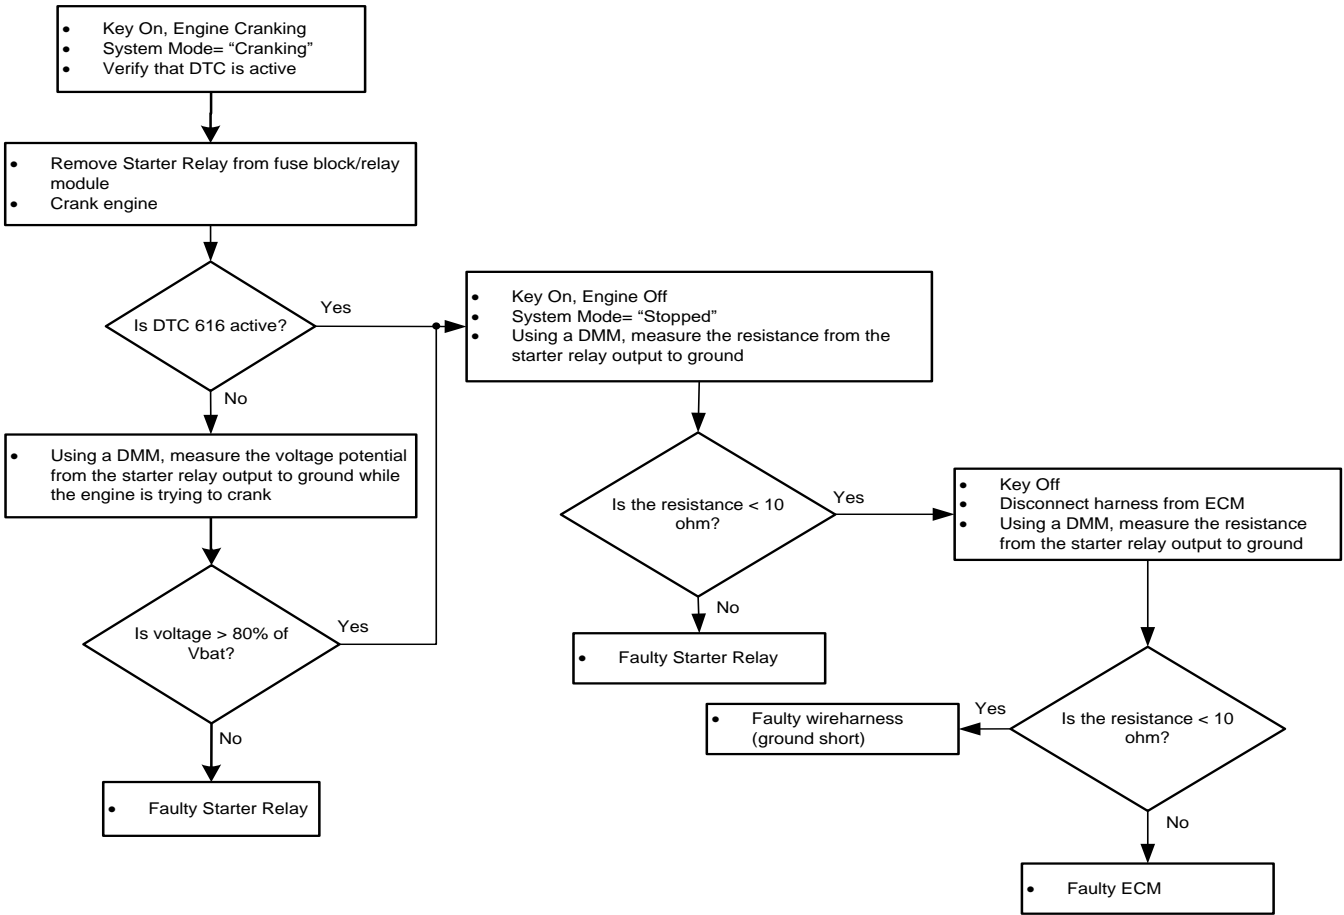 • Key On, Engine Cranking
• System Mode= “Cranking”
• Verify that DTC is active
• Remove Starter Relay from fuse block/relay
module
• Crank engine
Is DTC 616 active?
Yes
No
• Using a DMM, measure the voltage potential
from the starter relay output to ground while
the engine is trying to crank
Is voltage > 80% of
Vbat?
Yes
No
• Faulty Starter Relay
• Key On, Engine Off
• System Mode= “Stopped”
• Using a DMM, measure the resistance from the
starter relay output to ground
Is the resistance < 10
ohm?
Yes
No
• Faulty Starter Relay
• Key Off
• Disconnect harness from ECM
• Using a DMM, measure the resistance
from the starter relay output to ground
Is the resistance < 10
ohm?
Yes
• Faulty wireharness
(ground short)
No
• Faulty ECM